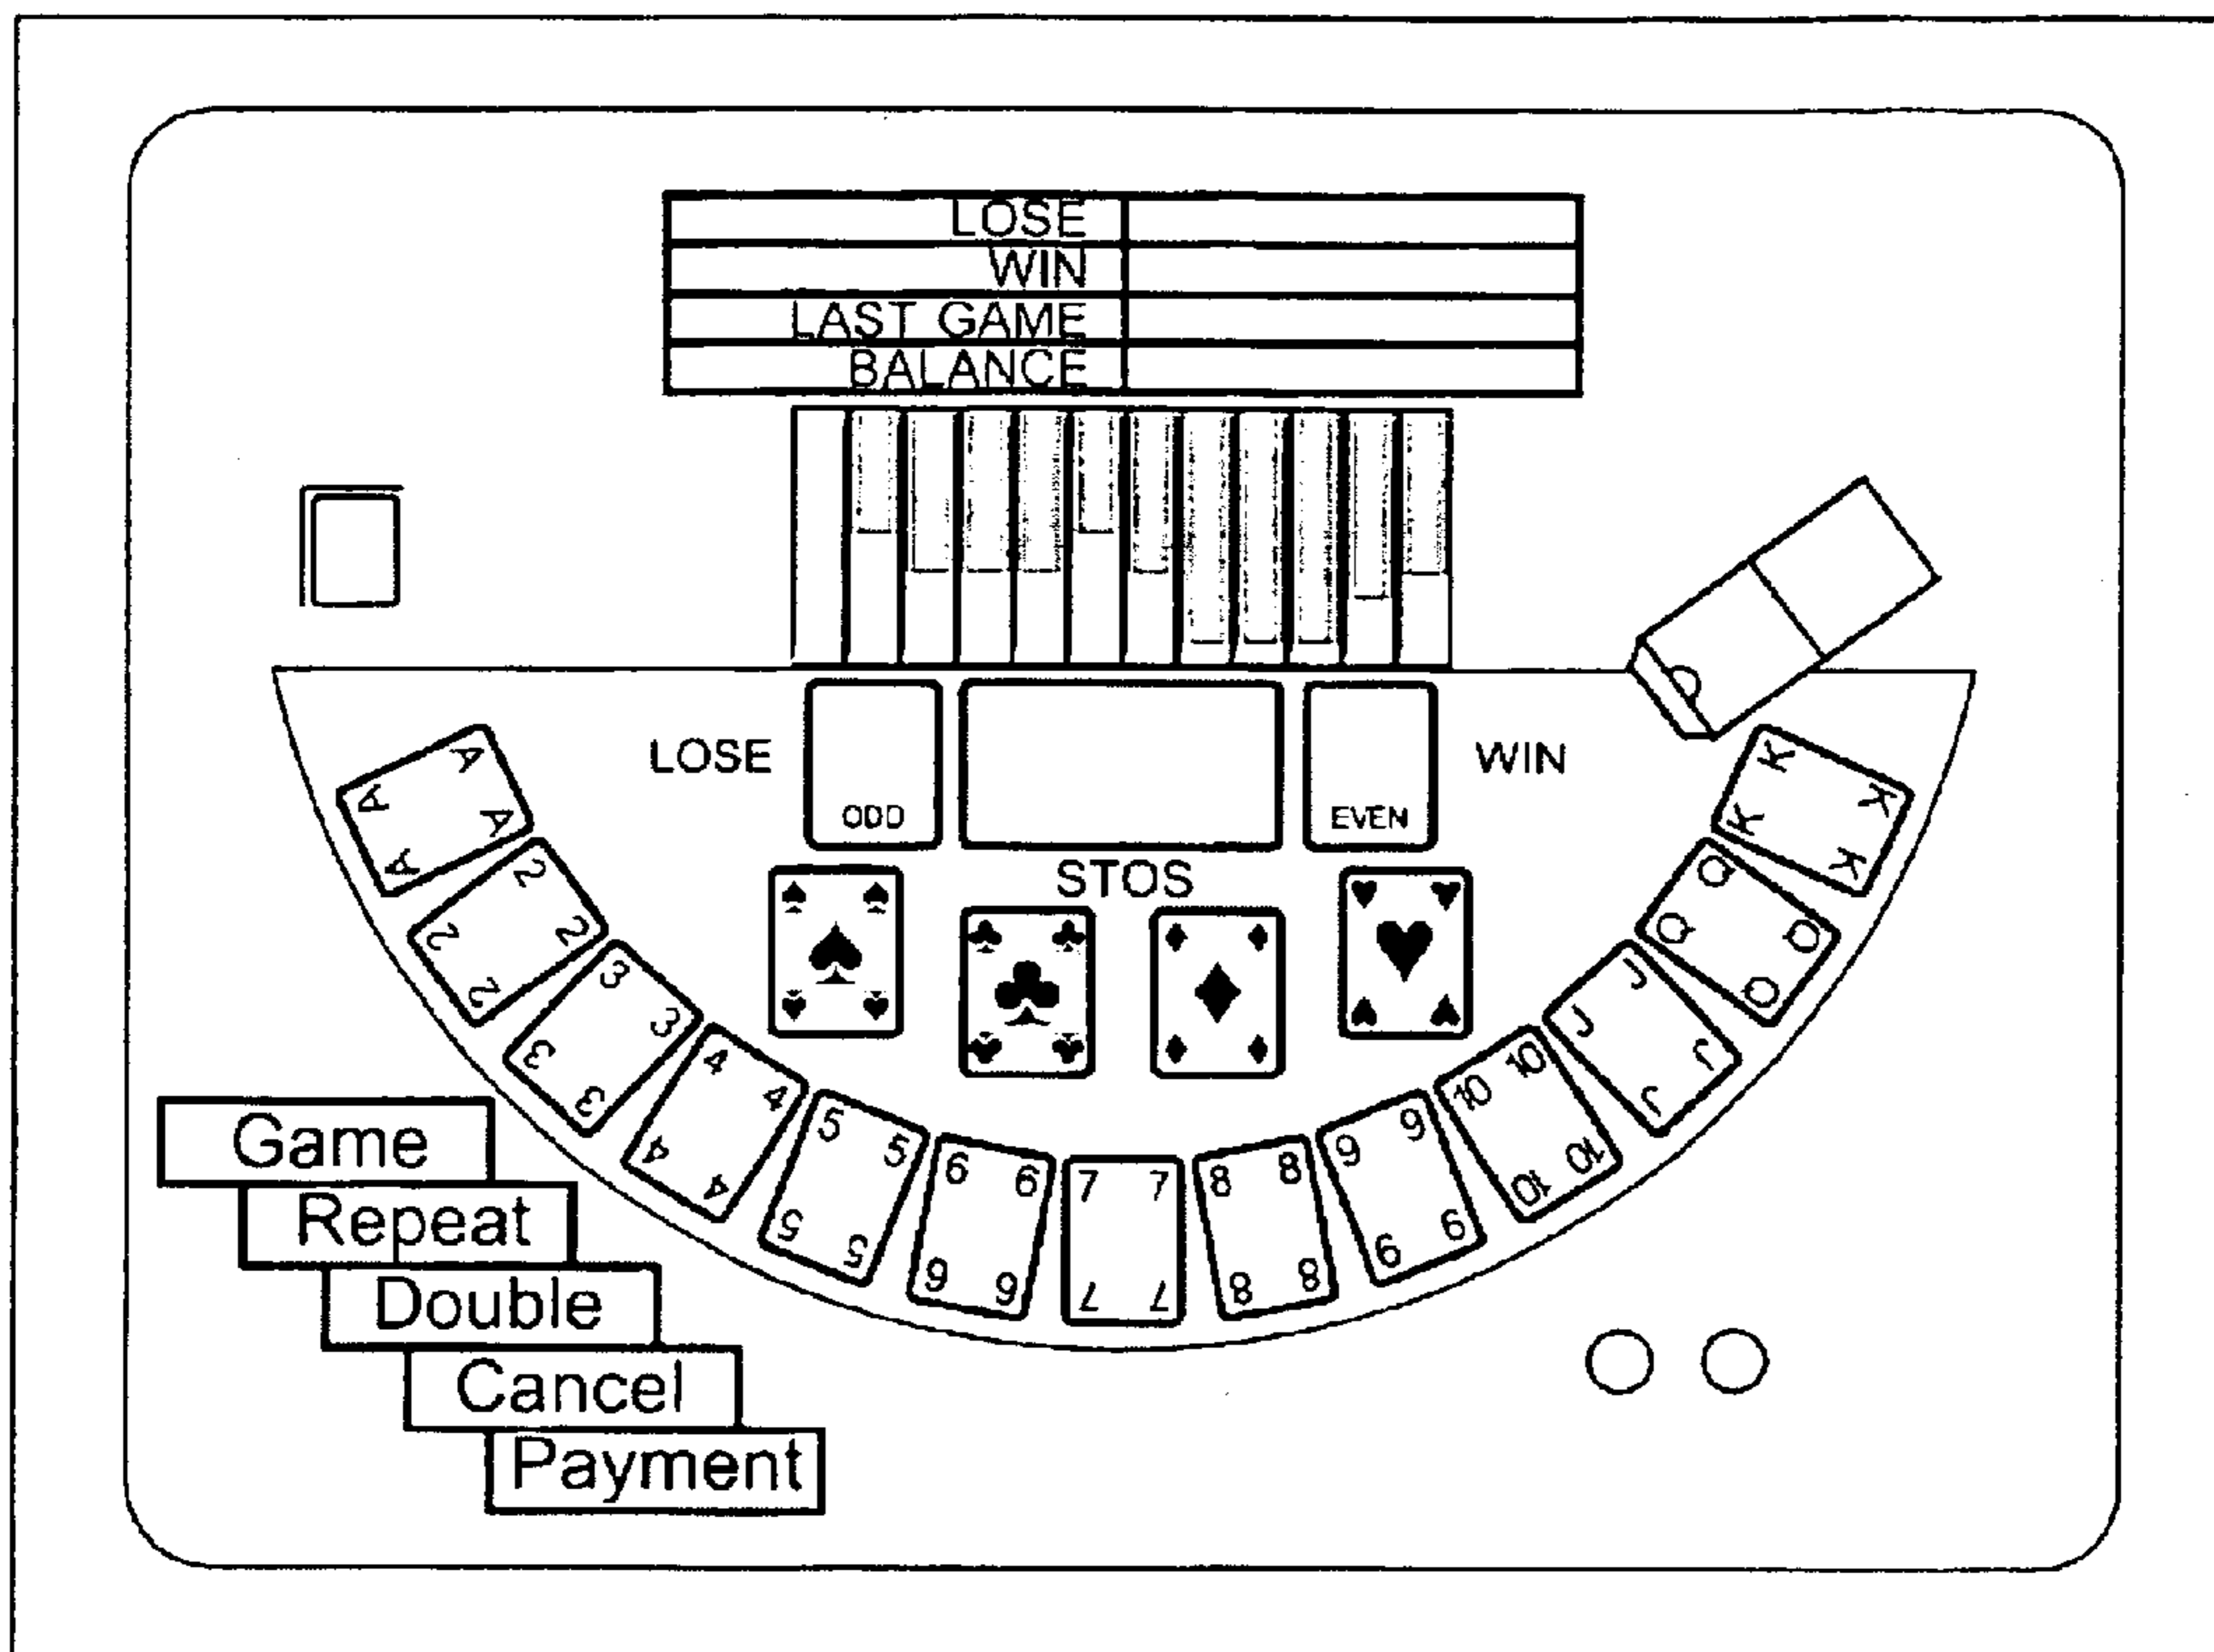 LOSE
WIN
LAST GAME
BALANCE
LOSE
ODD
EVEN
WIN
STOS
A A A A
2 2 2 2
3 3 3 3
4 4 4 4
5 5 5 5
6 6 6 6
7 7 7 7
8 8 8 8
9 9 9 9
10 10 10 10
J J J J
Q Q Q Q
K K K K
Game
Repeat
Double
Cancel
Payment